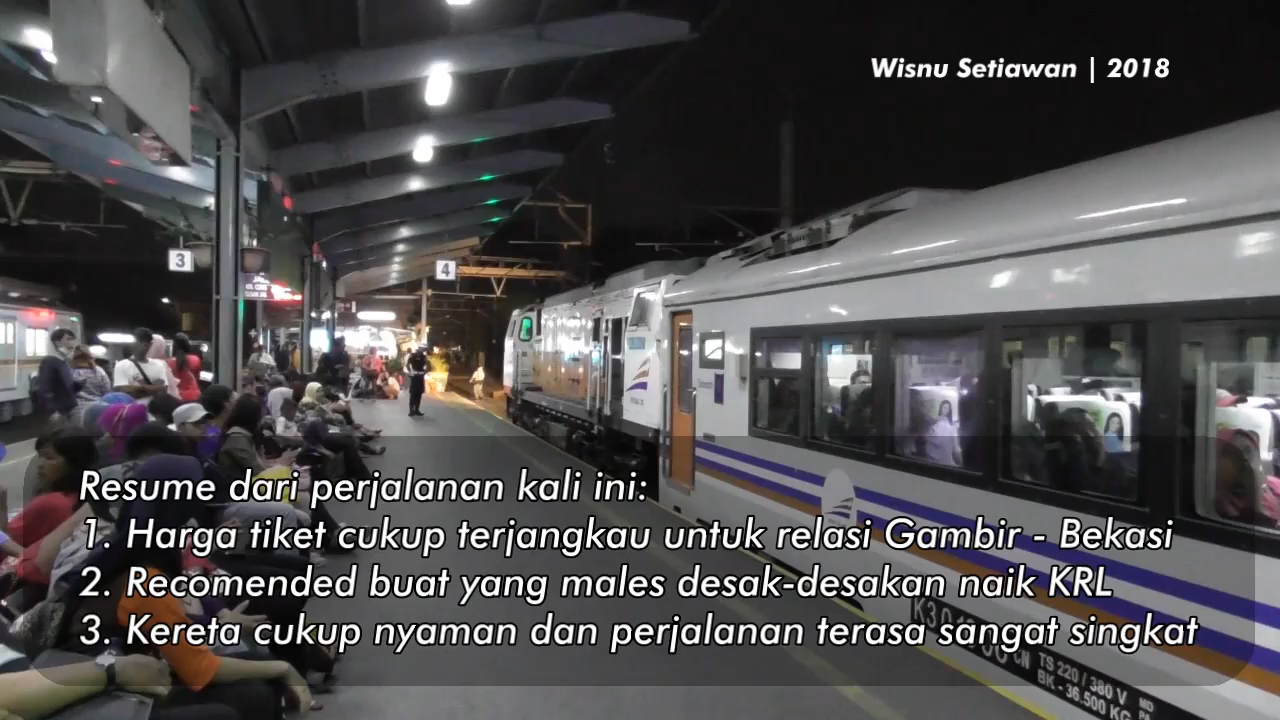 Wisnu Setiawan | 2018
3
4
Resume dari perjalanan kali ini:
1. Harga tiket cukup terjangkau untuk relasi Gambir - Bekasi
2. Recomended buat yang males desak-desakan naik KRL
3. Kereta cukup nyaman dan perjalanan terasa sangat singkat
CN
TS 220 / 380 V
BK - 36.500 KG
MD